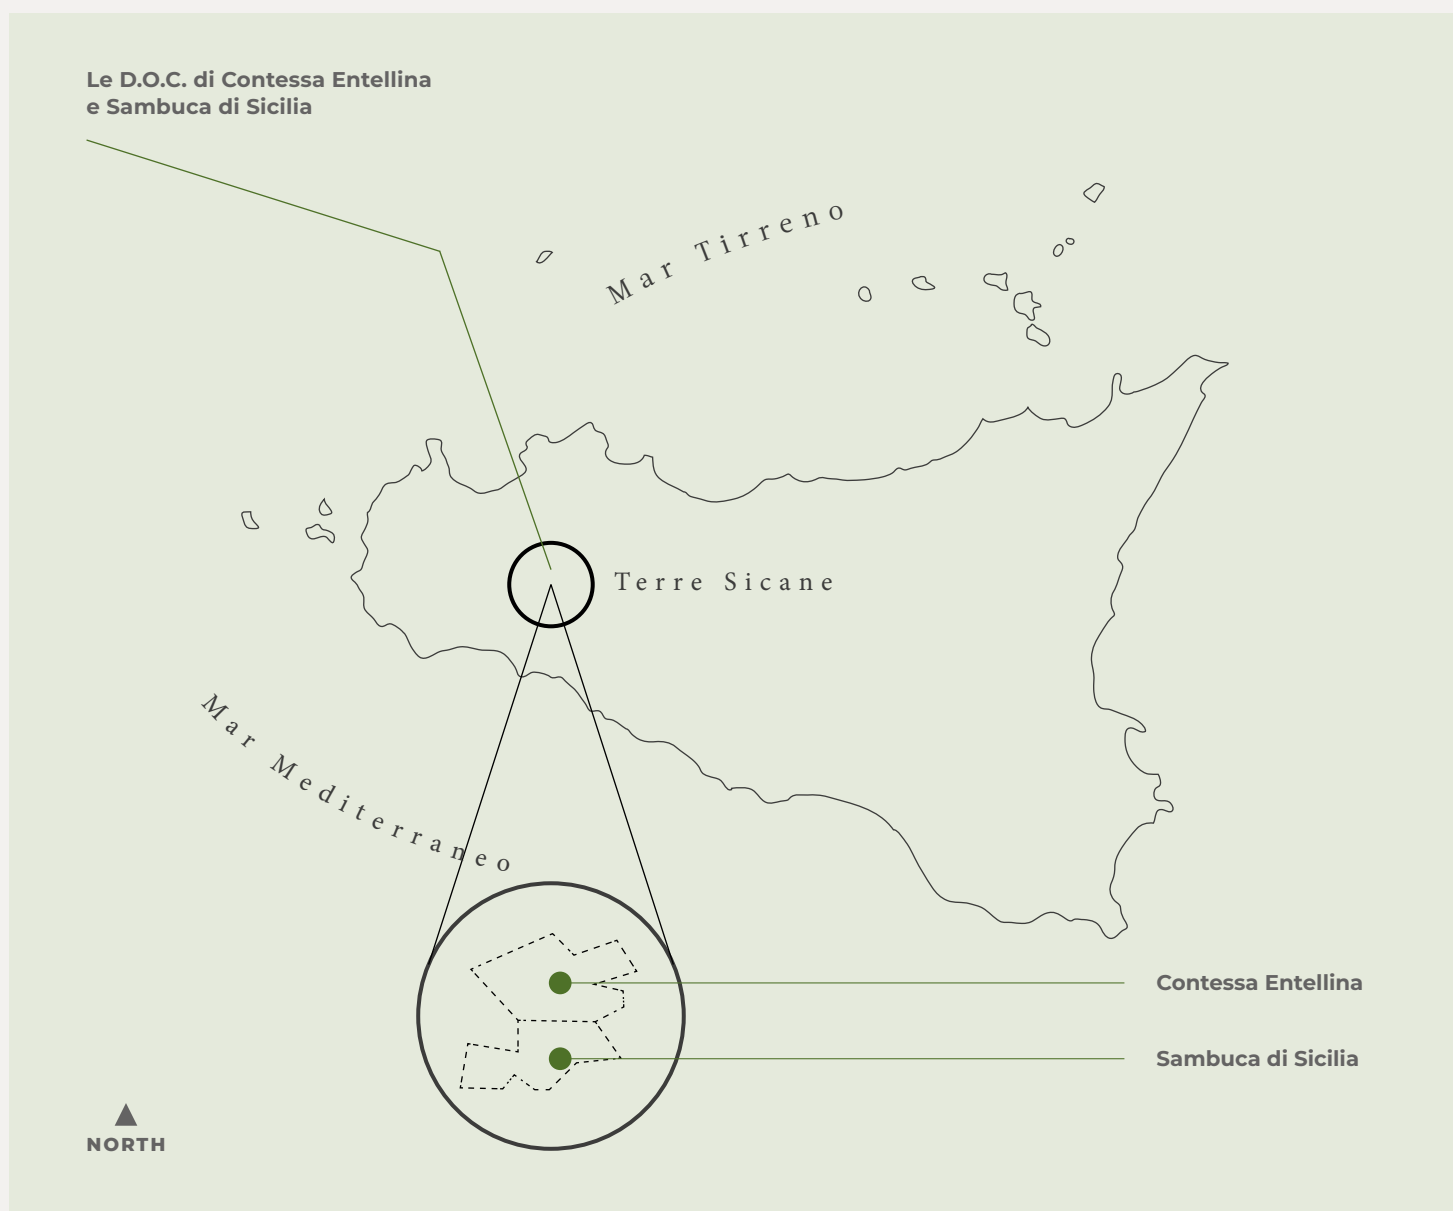 Le D.O.C. di Contessa Entellina
e Sambuca di Sicilia
Mar Tirreno
Terre Sicane
Mar Mediterraneo
Contessa Entellina
Sambuca di Sicilia
NORTH